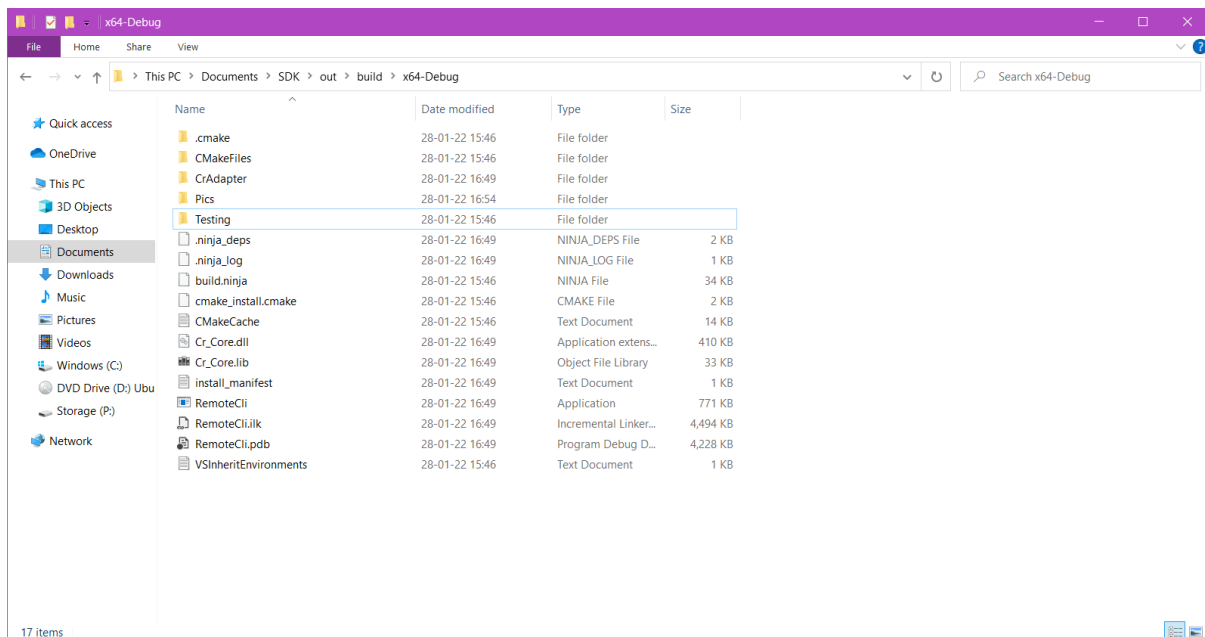 x64-Debug
File Home Share View
This PC > Documents > SDK > out > build > x64-Debug
Search x64-Debug
Quick access
OneDrive
This PC
3D Objects
Desktop
Documents
Downloads
Music
Pictures
Videos
Windows (C:)
DVD Drive (D:) Ubu
Storage (P:)
Network
Name Date modified Type Size
.cmake 28-01-22 15:46 File folder
CMakeFiles 28-01-22 15:46 File folder
CrAdapter 28-01-22 16:49 File folder
Pics 28-01-22 16:54 File folder
Testing 28-01-22 15:46 File folder
.ninja_deps 28-01-22 16:49 NINJA_DEPS File 2 KB
.ninja_log 28-01-22 16:49 NINJA_LOG File 1 KB
build.ninja 28-01-22 15:46 NINJA File 34 KB
cmake_install.cmake 28-01-22 15:46 CMAKE File 2 KB
CMakeCache 28-01-22 15:46 Text Document 14 KB
Cr_Core.dll 28-01-22 16:49 Application extens... 410 KB
Cr_Core.lib 28-01-22 16:49 Object File Library 33 KB
install_manifest 28-01-22 16:49 Text Document 1 KB
RemoteCli 28-01-22 16:49 Application 771 KB
RemoteCli.ilk 28-01-22 16:49 Incremental Linker... 4,494 KB
RemoteCli.pdb 28-01-22 16:49 Program Debug D... 4,228 KB
VSInheritEnvironments 28-01-22 15:46 Text Document 1 KB
17 items